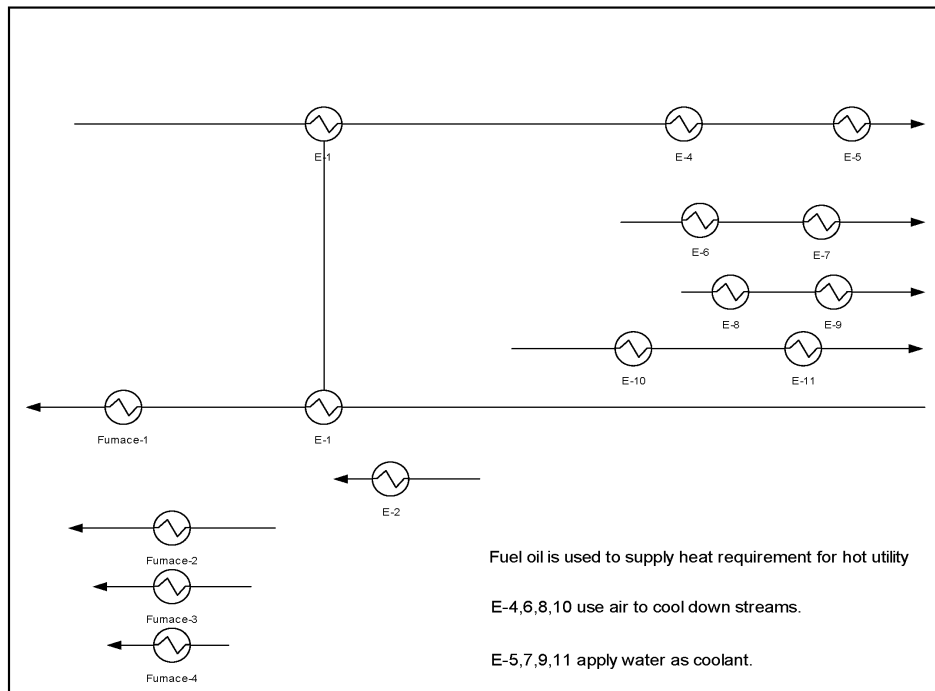 E-1
E-4
E-5
E-6
E-7
E-8
E-9
E-10
E-11
Fumace-1
E-1
E-2
Fumace-2
Fumace-3
Fumace-4
Fuel oil is used to supply heat requirement for hot utility
E-4,6,8,10 use air to cool down streams.
E-5,7,9,11 apply water as coolant.